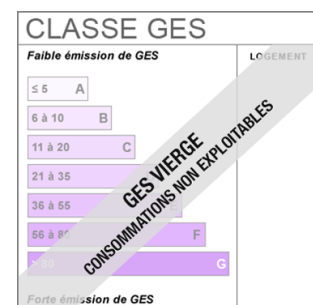 CLASSE GES
Faible émission de GES
LOGEMENT
≤ 5 A
6 à 10 B
11 à 20 C
21 à 35
36 à 55 E
56 à 80 F
G
GES VIERGE
CONSOMMATIONS NON EXPLOITABLES
Forte émission de GES